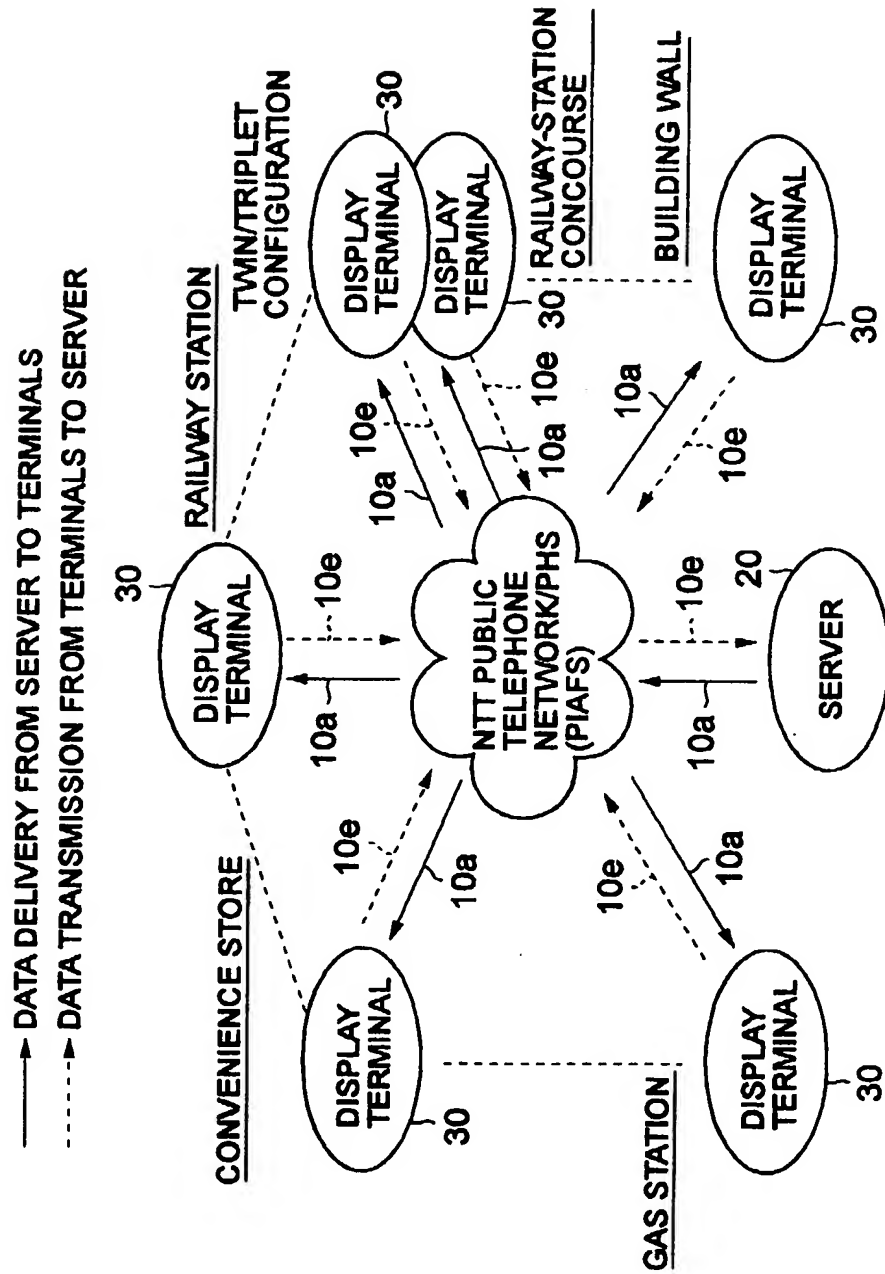 DATA DELIVERY FROM SERVER TO TERMINALS
DATA TRANSMISSION FROM TERMINALS TO SERVER
RAILWAY STATION
30
DISPLAY
TERMINAL
10a
10e
TWIN/TRIPLET
CONFIGURATION
30
DISPLAY
TERMINAL
DISPLAY
TERMINAL
30
10e
10a
10e
10a
RAILWAY-STATION
CONCOURSE
CONVENIENCE STORE
DISPLAY
TERMINAL
30
10e
10a
NTT PUBLIC
TELEPHONE
NETWORK/PHS
(PIAFS)
BUILDING WALL
DISPLAY
TERMINAL
30
10a
10e
GAS STATION
DISPLAY
TERMINAL
30
10e
10a
10a
10e
20
SERVER